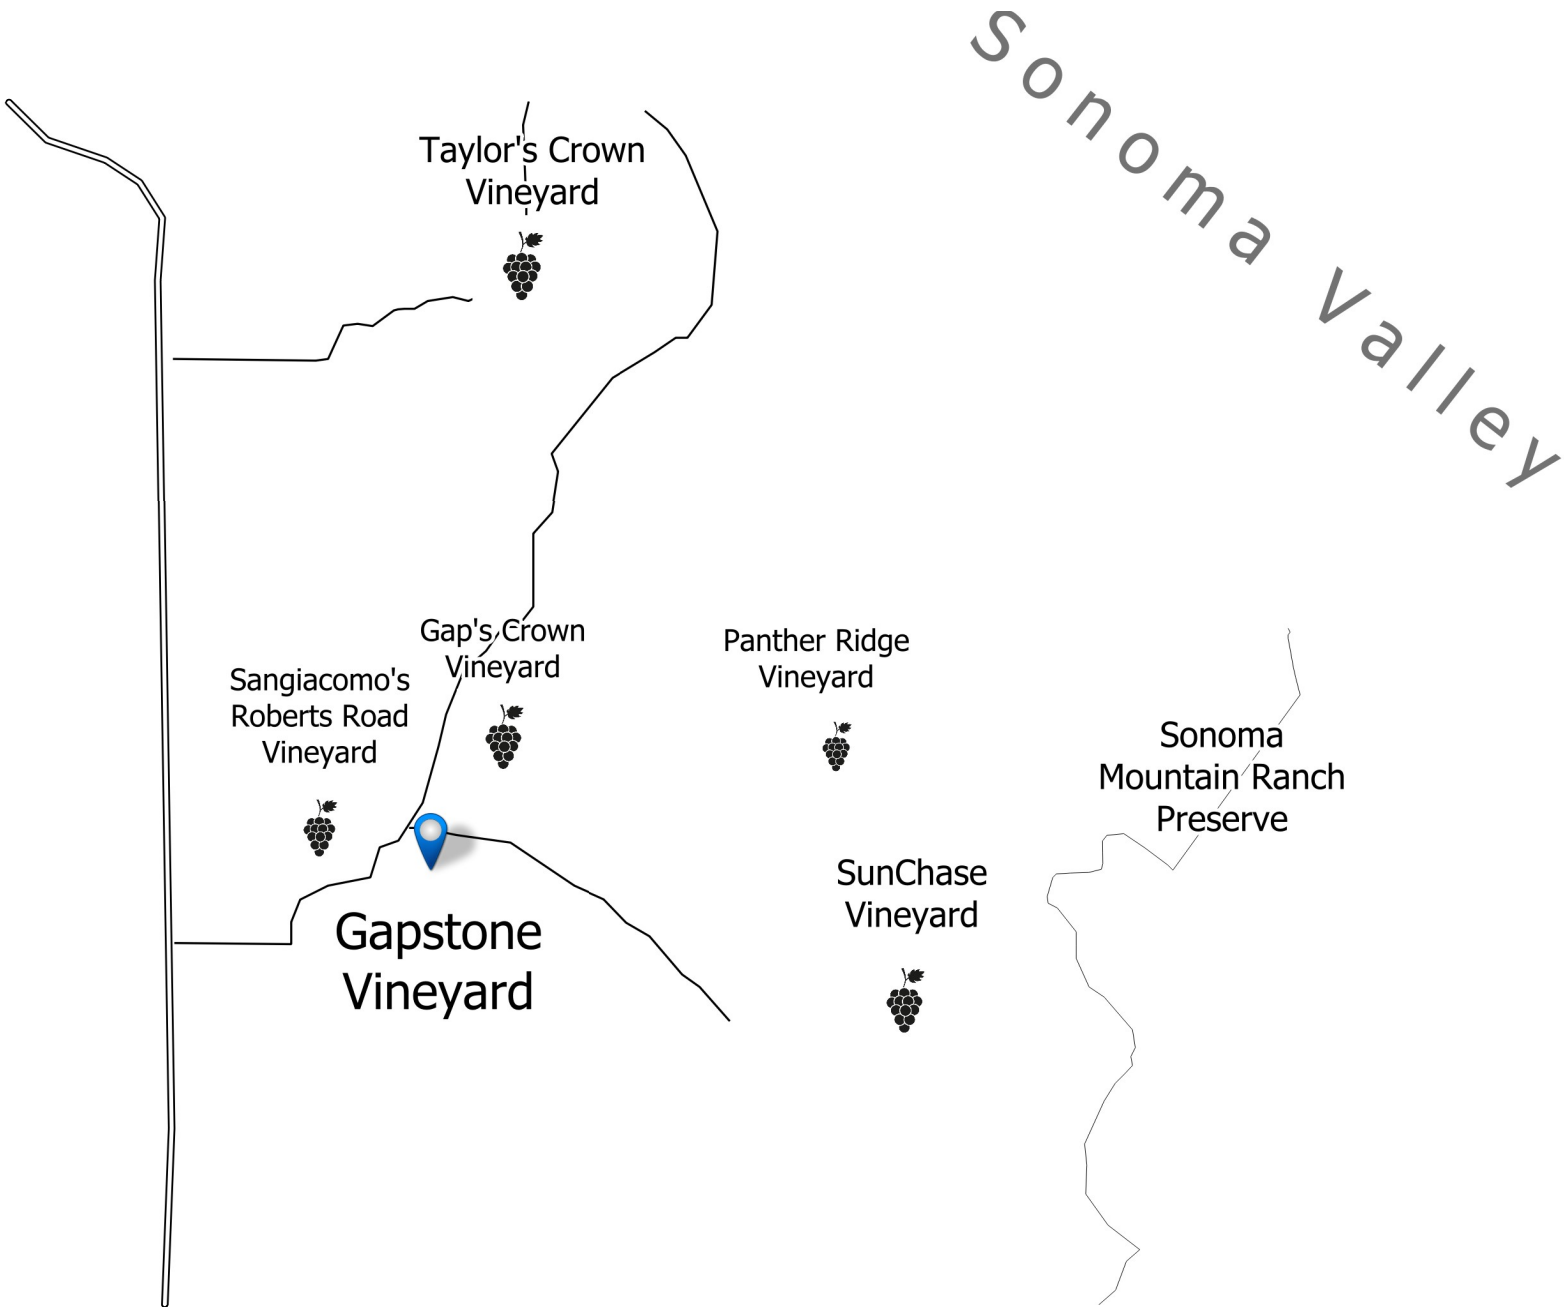 Sonoma Valley
Taylor's Crown
Vineyard
Gap's Crown
Vineyard
Panther Ridge
Vineyard
Sangiacomo's
Roberts Road
Vineyard
Sonoma
Mountain Ranch
Preserve
SunChase
Vineyard
Gapstone
Vineyard